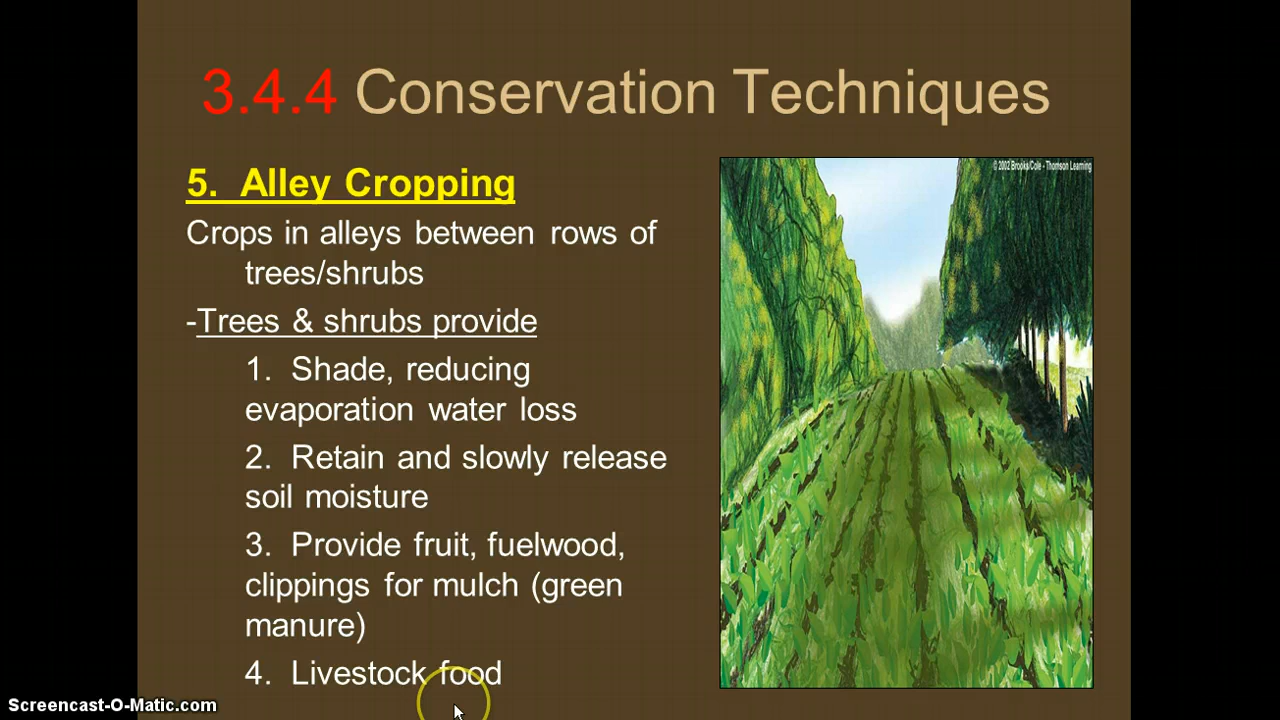 3.4.4 Conservation Techniques
5. Alley Cropping
Crops in alleys between rows of
trees/shrubs
-Trees & shrubs provide
1. Shade, reducing
evaporation water loss
2. Retain and slowly release
soil moisture
3. Provide fruit, fuelwood,
clippings for mulch (green
manure)
4. Livestock food
© 2002 Brooks/Cole - Thomson Learning
Screencast-O-Matic.com